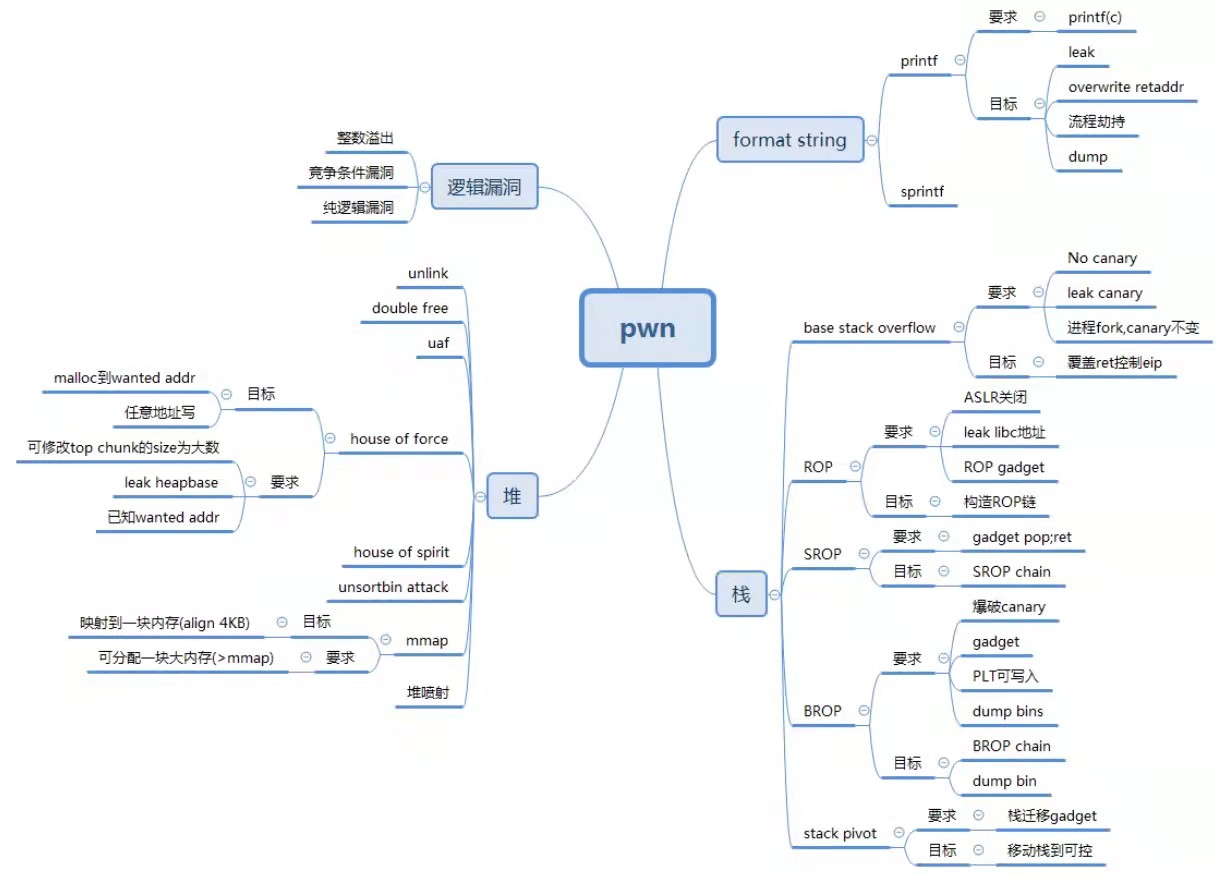 pwn
format string
printf
要求
printf(c)
目标
leak
overwrite retaddr
流程劫持
dump
sprintf
逻辑漏洞
整数溢出
竞争条件漏洞
纯逻辑漏洞
堆
unlink
double free
uaf
house of force
目标
malloc到wanted addr
任意地址写
要求
可修改top chunk的size为大数
leak heapbase
已知wanted addr
house of spirit
unsortbin attack
mmap
目标
映射到一块内存(align 4KB)
要求
可分配一块大内存(>mmap)
堆喷射
栈
base stack overflow
要求
No canary
leak canary
进程fork,canary不变
目标
覆盖ret控制eip
ROP
要求
ASLR关闭
leak libc地址
ROP gadget
目标
构造ROP链
SROP
要求
gadget pop;ret
目标
SROP chain
BROP
要求
爆破canary
gadget
PLT可写入
dump bins
目标
BROP chain
dump bin
stack pivot
要求
栈迁移gadget
目标
移动栈到可控